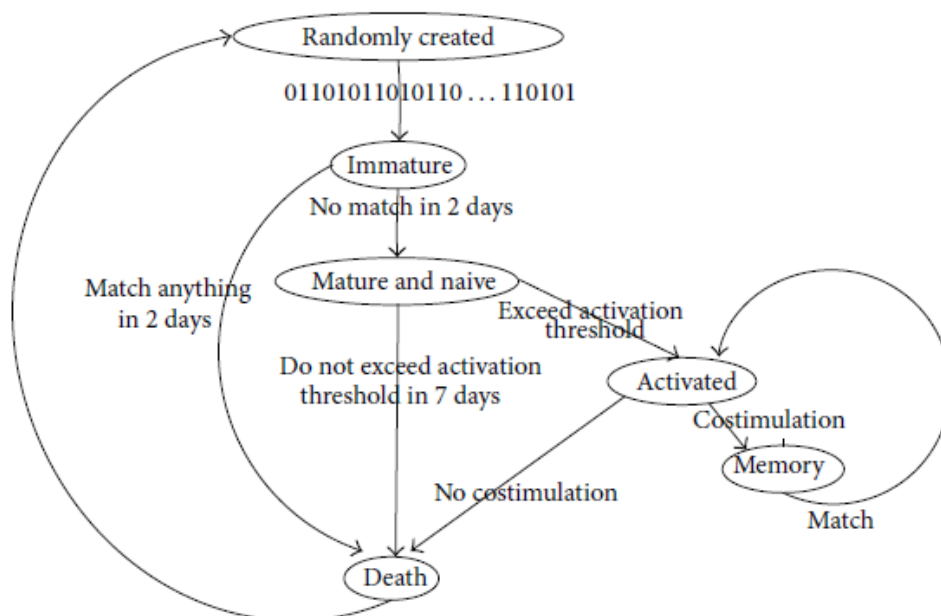 Randomly created
01101011010110 ... 110101
Immature
No match in 2 days
Mature and naive
Match anything
in 2 days
Exceed activation
threshold
Do not exceed activation
threshold in 7 days
Activated
Costimulation
Memory
No costimulation
Match
Death